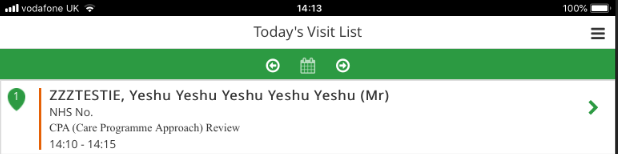 vodafone UK 14:13 100%
Today's Visit List
1 ZZZTESTIE, Yeshu Yeshu Yeshu Yeshu Yeshu (Mr)
NHS No.
CPA (Care Programme Approach) Review
14:10 - 14:15